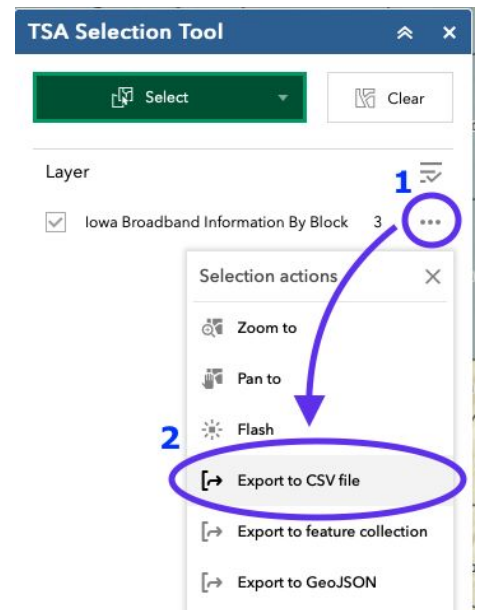 TSA Selection Tool
Select
Clear
Layer
1
Iowa Broadband Information By Block 3
Selection actions
Zoom to
Pan to
2
Flash
Export to CSV file
Export to feature collection
Export to GeoJSON